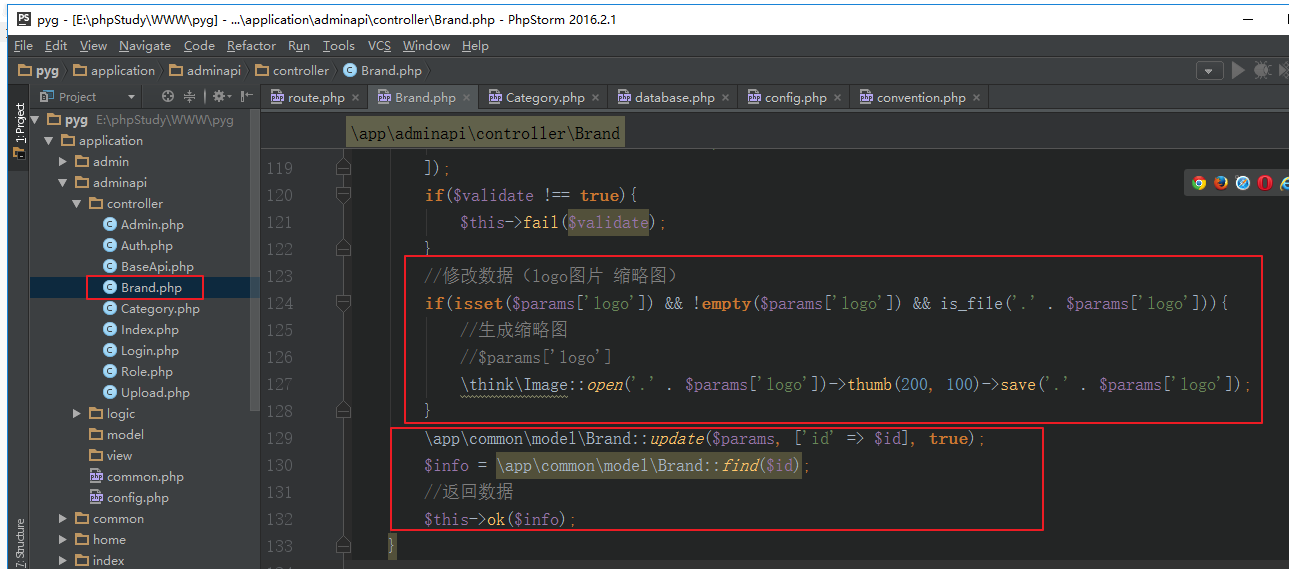 PS pyg - [E:\phpStudy\WWW\pyg] - ...\application\adminapi\controller\Brand.php - PhpStorm 2016.2.1
File Edit View Navigate Code Refactor Run Tools VCS Window Help
pyg application adminapi controller Brand.php
1: Project
7: Structure
Project
pyg E:\phpStudy\WWW\pyg
application
admin
adminapi
controller
Admin.php
Auth.php
BaseApi.php
Brand.php
Category.php
Index.php
Login.php
Role.php
Upload.php
logic
model
view
common.php
config.php
common
home
index
route.php Brand.php Category.php database.php config.php convention.php
\app\adminapi\controller\Brand
119 ]);
120 if($validate !== true){
121 $this->fail($validate);
122 }
123 //修改数据（logo图片 缩略图）
124 if(isset($params['logo']) && !empty($params['logo']) && is_file('.' . $params['logo'])){
125 //生成缩略图
126 //$params['logo']
127 \think\Image::open('.' . $params['logo'])->thumb(200, 100)->save('.' . $params['logo']);
128 }
129 \app\common\model\Brand::update($params, ['id' => $id], true);
130 $info = \app\common\model\Brand::find($id);
131 //返回数据
132 $this->ok($info);
133 }